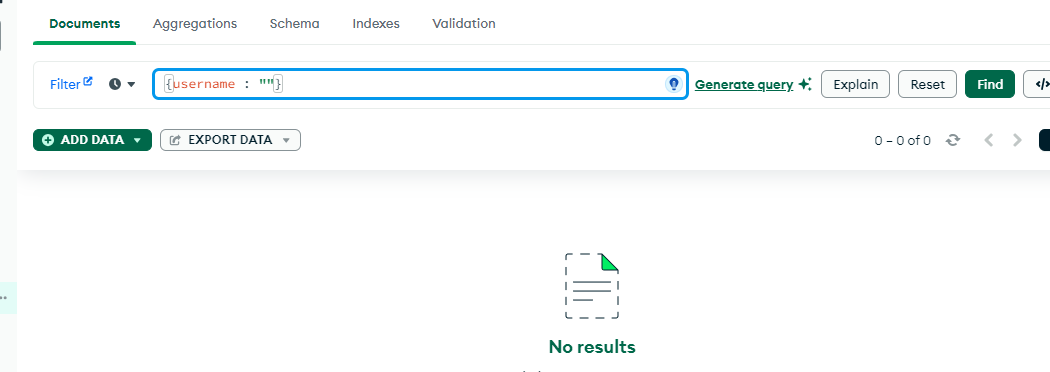 Documents Aggregations Schema Indexes Validation
Filter {username : ""} Generate query Explain Reset Find </>
ADD DATA EXPORT DATA 0 – 0 of 0
No results